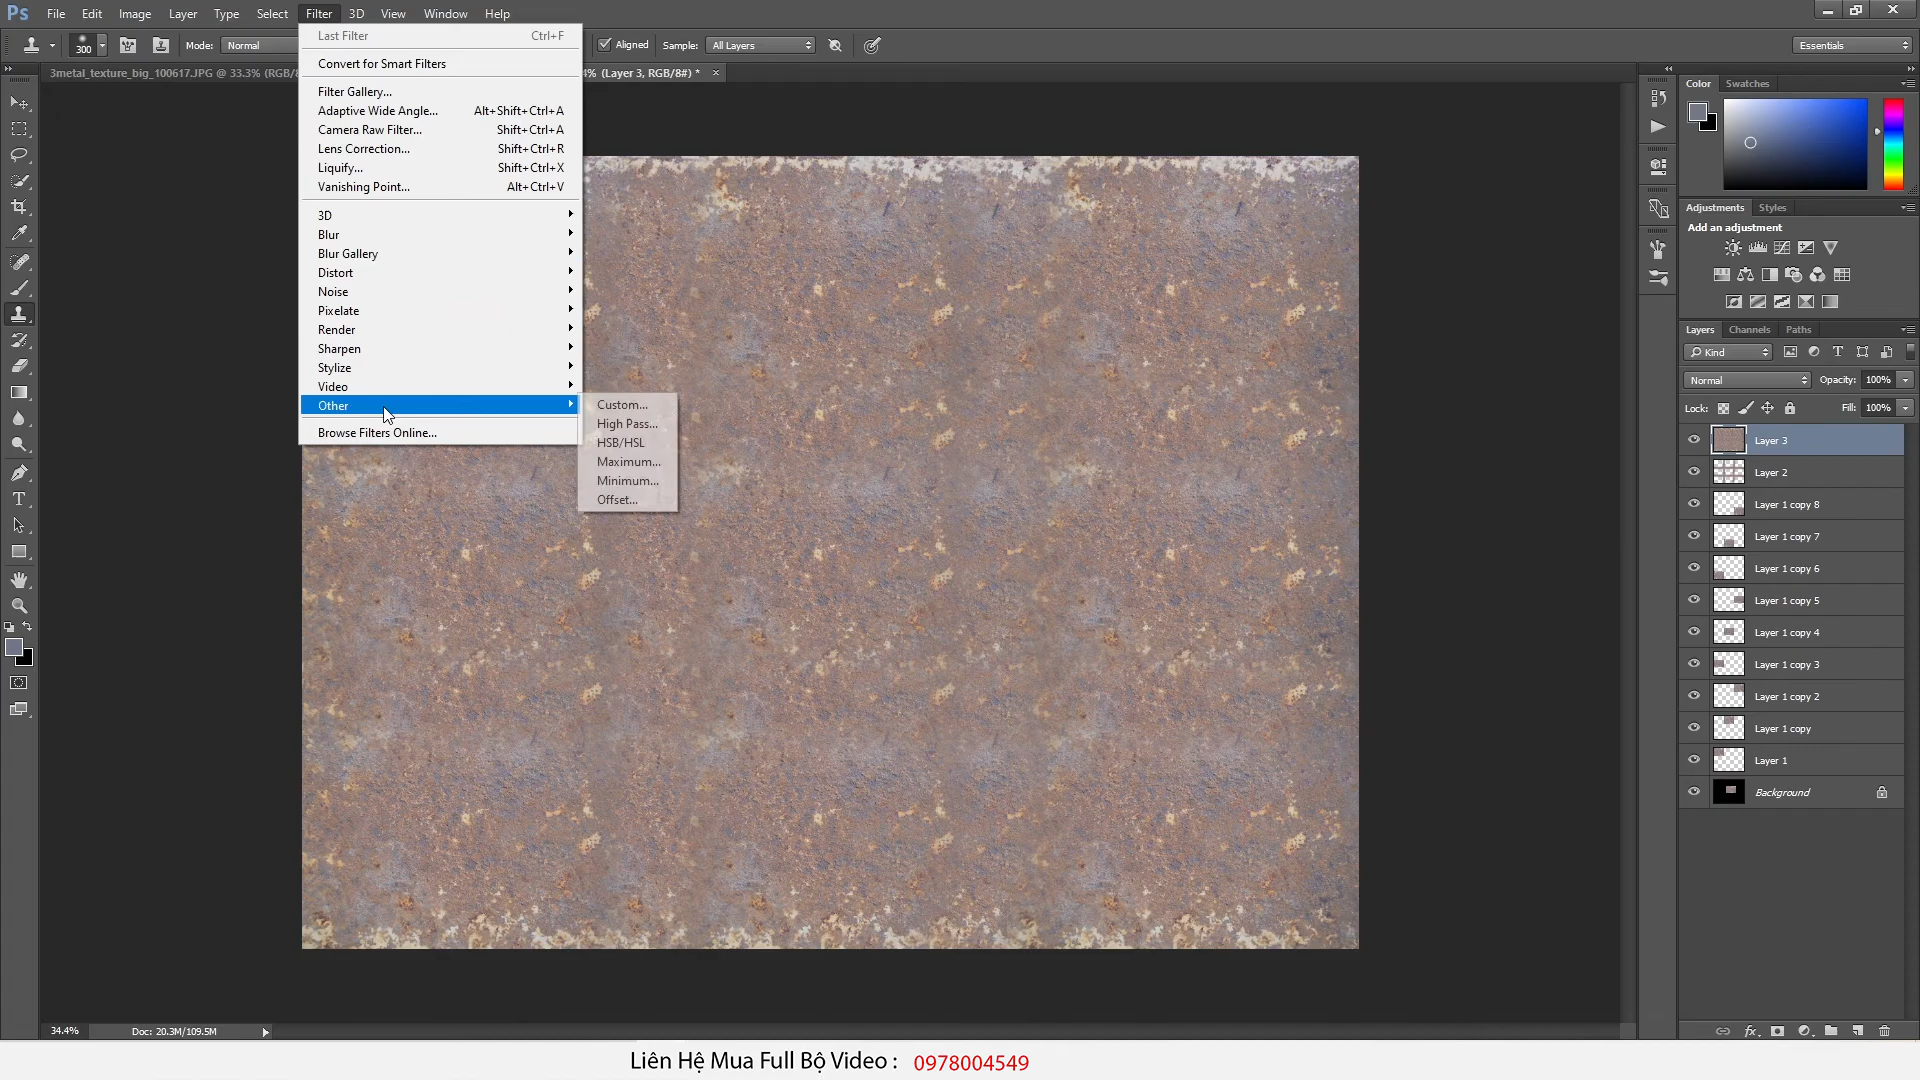 Ps File Edit Image Layer Type Select Filter 3D View Window Help
300 Mode: Normal Aligned Sample: All Layers Essentials
3metal_texture_big_100617.JPG @ 33.3% (RGB/8 4% (Layer 3, RGB/8#) * ×
Last Filter Ctrl+F
Convert for Smart Filters
Filter Gallery...
Adaptive Wide Angle... Alt+Shift+Ctrl+A
Camera Raw Filter... Shift+Ctrl+A
Lens Correction... Shift+Ctrl+R
Liquify... Shift+Ctrl+X
Vanishing Point... Alt+Ctrl+V
3D
Blur
Blur Gallery
Distort
Noise
Pixelate
Render
Sharpen
Stylize
Video
Other
Browse Filters Online...
Custom...
High Pass...
HSB/HSL
Maximum...
Minimum...
Offset...
Color Swatches
Adjustments Styles
Add an adjustment
Layers Channels Paths
Kind
Normal Opacity: 100%
Lock: Fill: 100%
Layer 3
Layer 2
Layer 1 copy 8
Layer 1 copy 7
Layer 1 copy 6
Layer 1 copy 5
Layer 1 copy 4
Layer 1 copy 3
Layer 1 copy 2
Layer 1 copy
Layer 1
Background
34.4% Doc: 20.3M/109.5M
Liên Hệ Mua Full Bộ Video : 0978004549